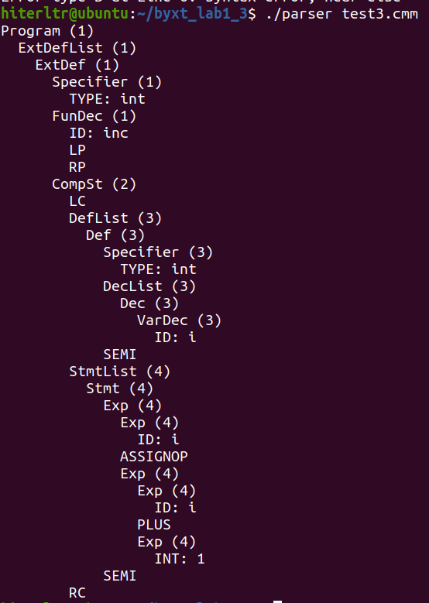 hiterltr@ubuntu:~/byxt_lab1_3$ ./parser test3.cmm
Program (1)
  ExtDefList (1)
    ExtDef (1)
      Specifier (1)
        TYPE: int
      FunDec (1)
        ID: inc
        LP
        RP
      CompSt (2)
        LC
        DefList (3)
          Def (3)
            Specifier (3)
              TYPE: int
            DecList (3)
              Dec (3)
                VarDec (3)
                  ID: i
            SEMI
        StmtList (4)
          Stmt (4)
            Exp (4)
              Exp (4)
                ID: i
              ASSIGNOP
              Exp (4)
                Exp (4)
                  ID: i
                PLUS
                Exp (4)
                  INT: 1
            SEMI
        RC